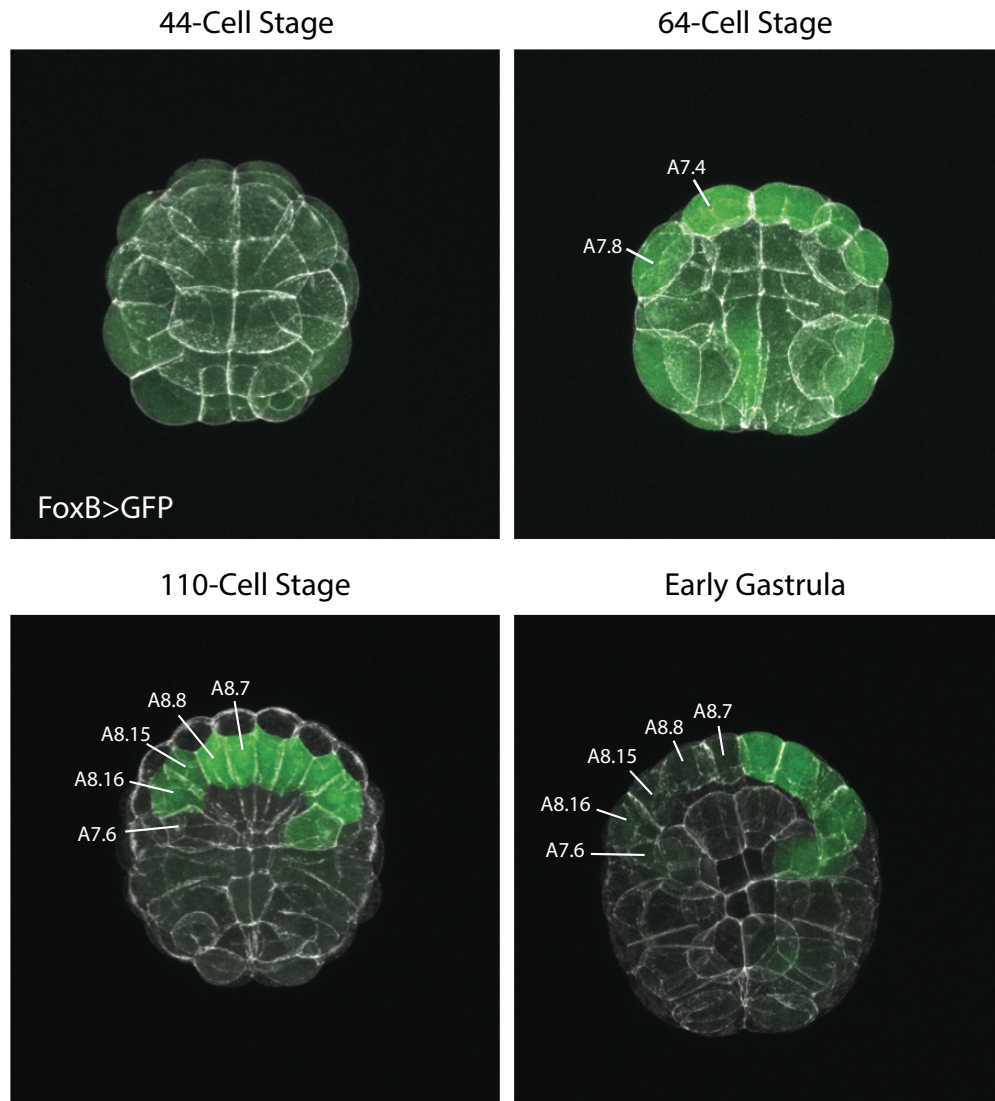 44-Cell Stage
64-Cell Stage
A7.4
A7.8
FoxB>GFP
110-Cell Stage
Early Gastrula
A8.7
A8.8
A8.15
A8.16
A7.6
A8.7
A8.8
A8.15
A8.16
A7.6